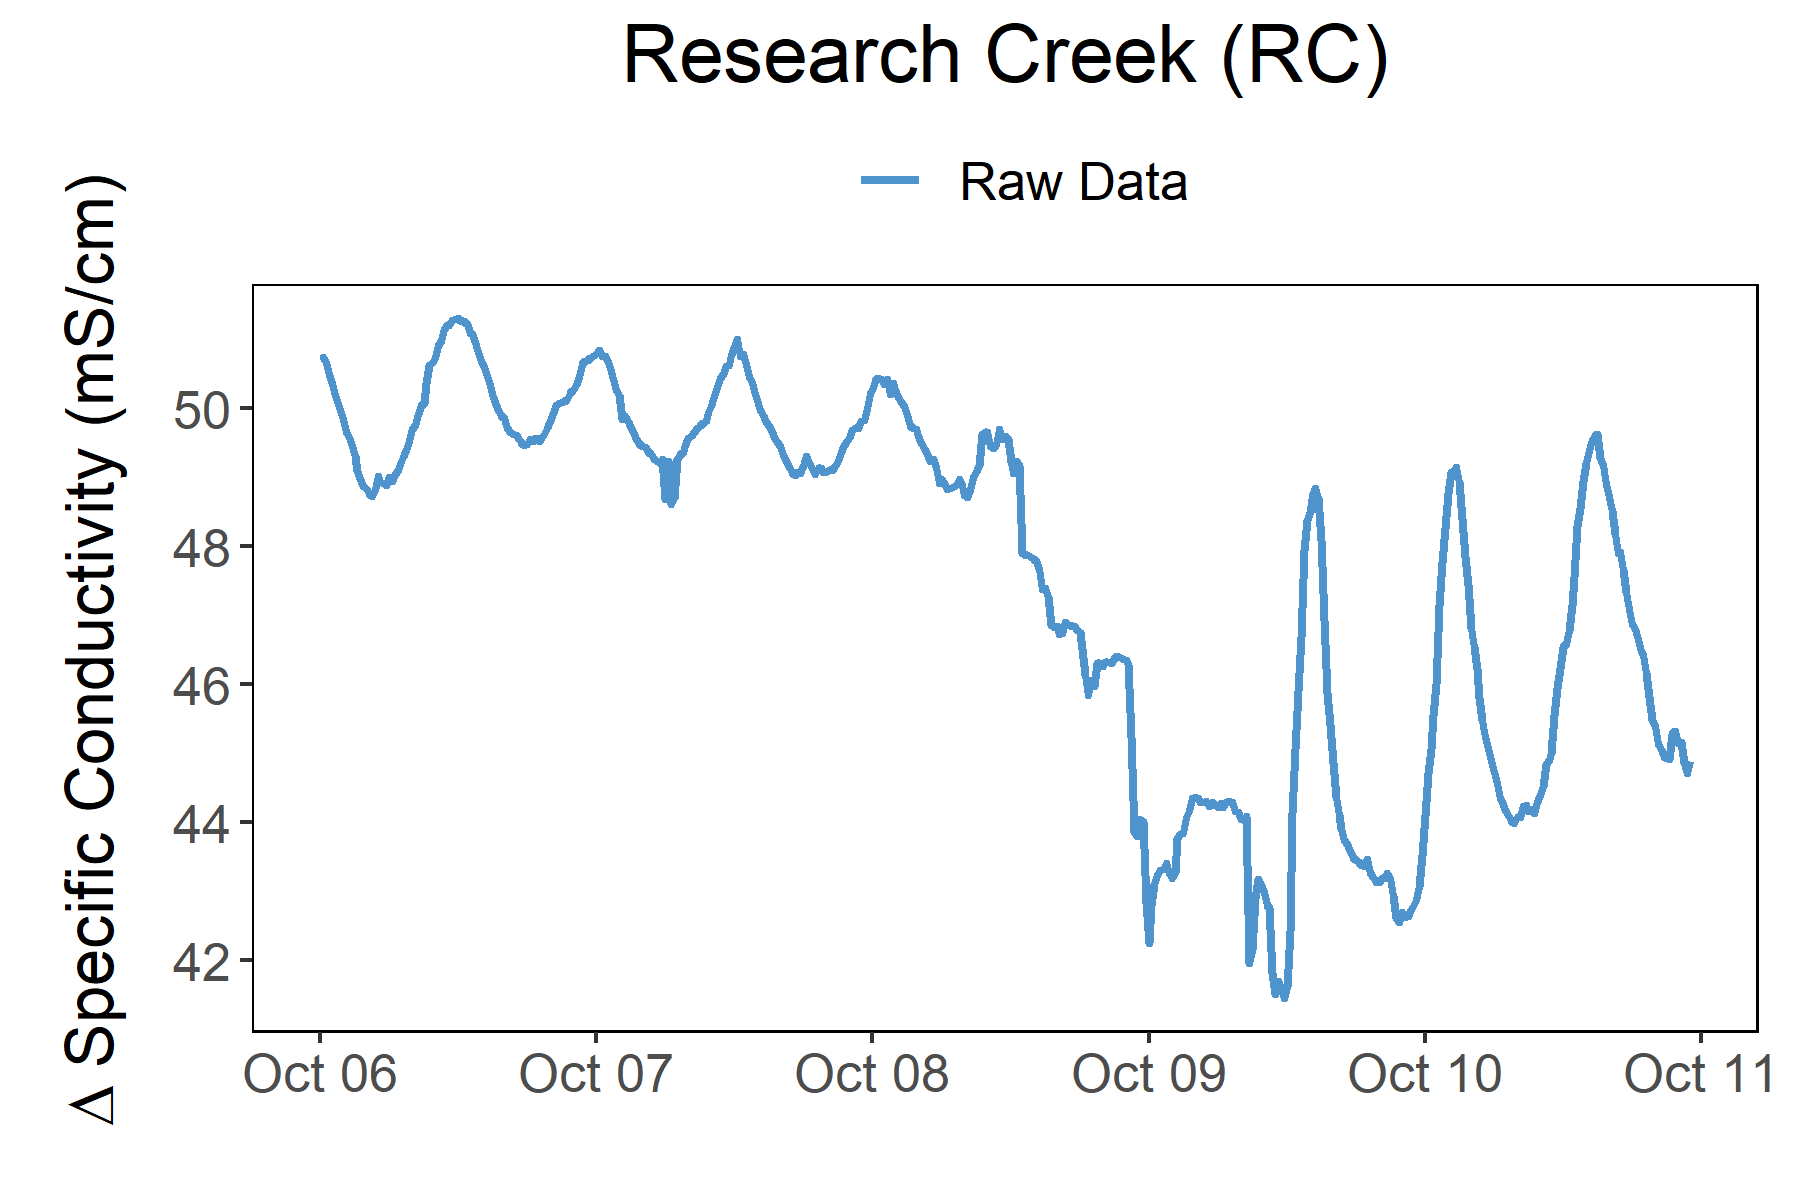 Research Creek (RC)
Raw Data
Δ Specific Conductivity (mS/cm)
50
48
46
44
42
Oct 06 Oct 07 Oct 08 Oct 09 Oct 10 Oct 11